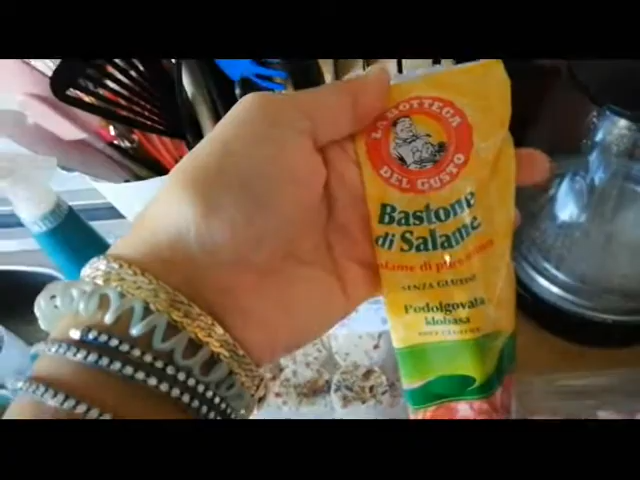 LA BOTTEGA
DEL GUSTO
Bastone
di Salame
SENZA GLUTINE
PODOLGOVATA
klobasa